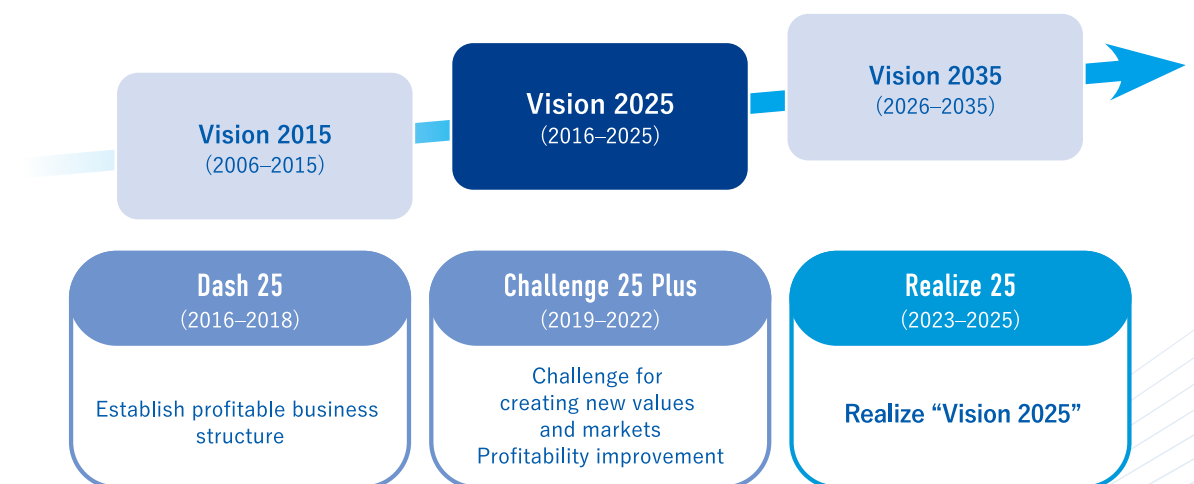 Vision 2015
(2006–2015)
Vision 2025
(2016–2025)
Vision 2035
(2026–2035)
Dash 25
(2016–2018)
Establish profitable business
structure
Challenge 25 Plus
(2019–2022)
Challenge for
creating new values
and markets
Profitability improvement
Realize 25
(2023–2025)
Realize “Vision 2025”